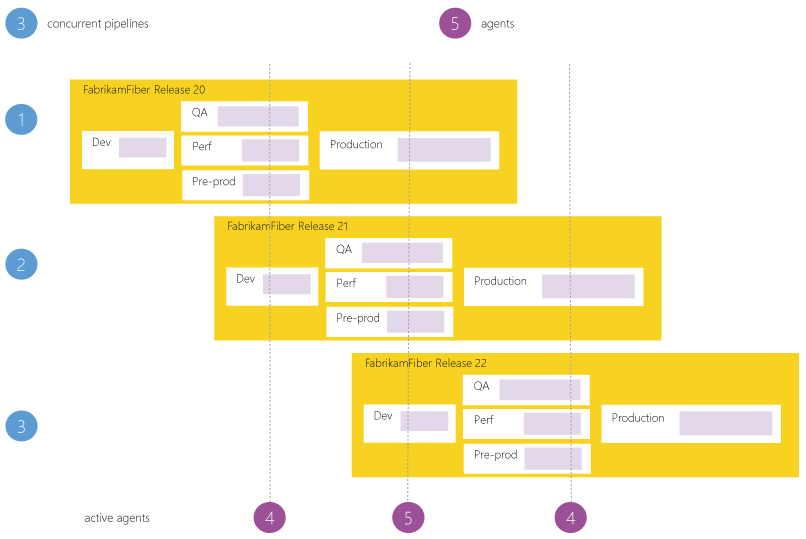 3 concurrent pipelines
5 agents
1
FabrikamFiber Release 20
Dev
QA
Perf
Pre-prod
Production
2
FabrikamFiber Release 21
Dev
QA
Perf
Pre-prod
Production
3
FabrikamFiber Release 22
Dev
QA
Perf
Pre-prod
Production
active agents 4 5 4